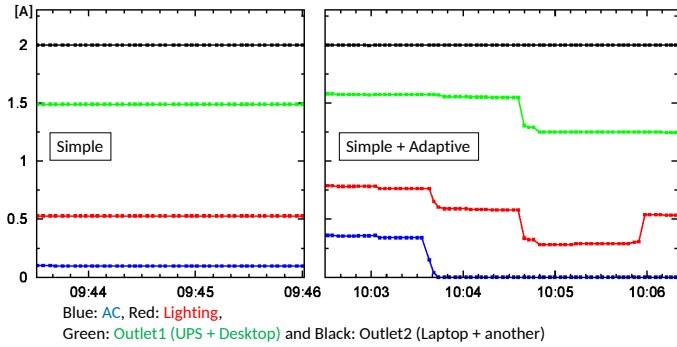 [A]
2
1.5
1
0.5
0
Simple
Simple + Adaptive
09:44 09:45 09:46 10:03 10:04 10:05 10:06
Blue: AC, Red: Lighting,
Green: Outlet1 (UPS + Desktop) and Black: Outlet2 (Laptop + another)